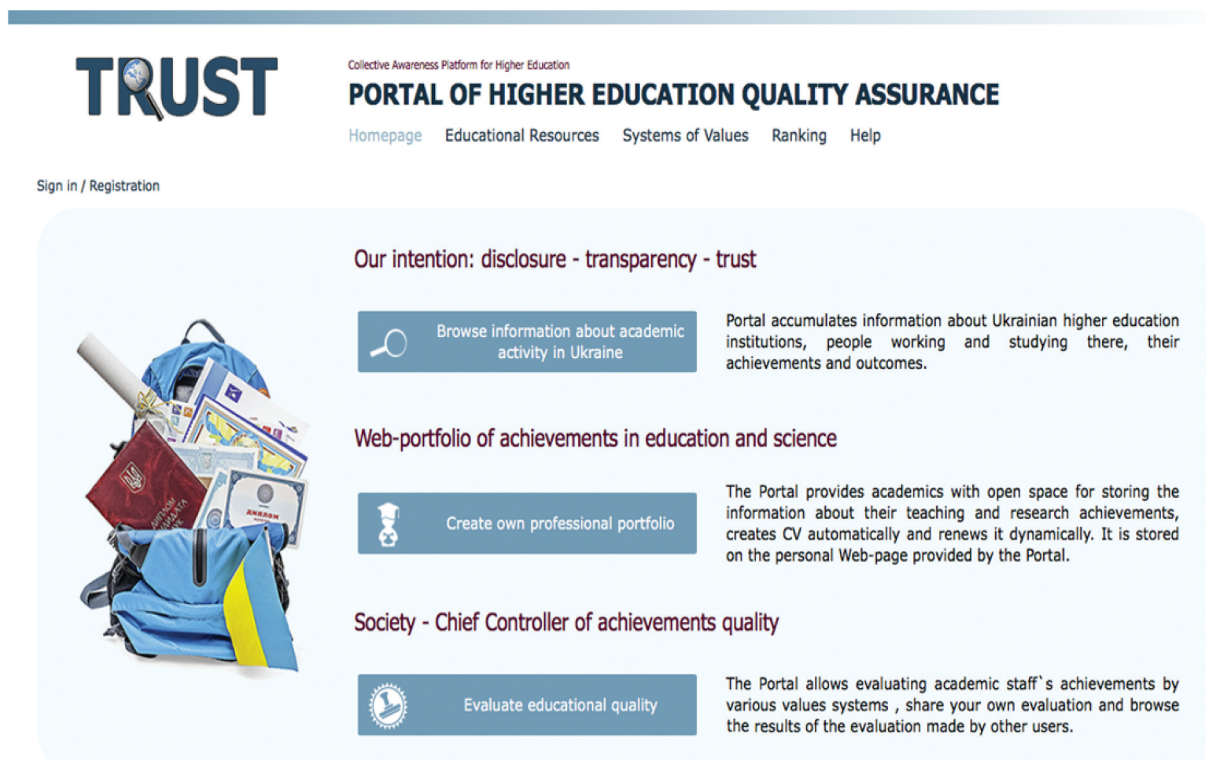 TRUST
Collective Awareness Platform for Higher Education
PORTAL OF HIGHER EDUCATION QUALITY ASSURANCE
Homepage Educational Resources Systems of Values Ranking Help
Sign in / Registration
Our intention: disclosure - transparency - trust
Browse information about academic
activity in Ukraine
Portal accumulates information about Ukrainian higher education
institutions, people working and studying there, their
achievements and outcomes.
Web-portfolio of achievements in education and science
Create own professional portfolio
The Portal provides academics with open space for storing the
information about their teaching and research achievements,
creates CV automatically and renews it dynamically. It is stored
on the personal Web-page provided by the Portal.
Society - Chief Controller of achievements quality
Evaluate educational quality
The Portal allows evaluating academic staff`s achievements by
various values systems , share your own evaluation and browse
the results of the evaluation made by other users.
ДИПЛОМ
КАНДИДАТА
НАУК
ДИПЛОМ